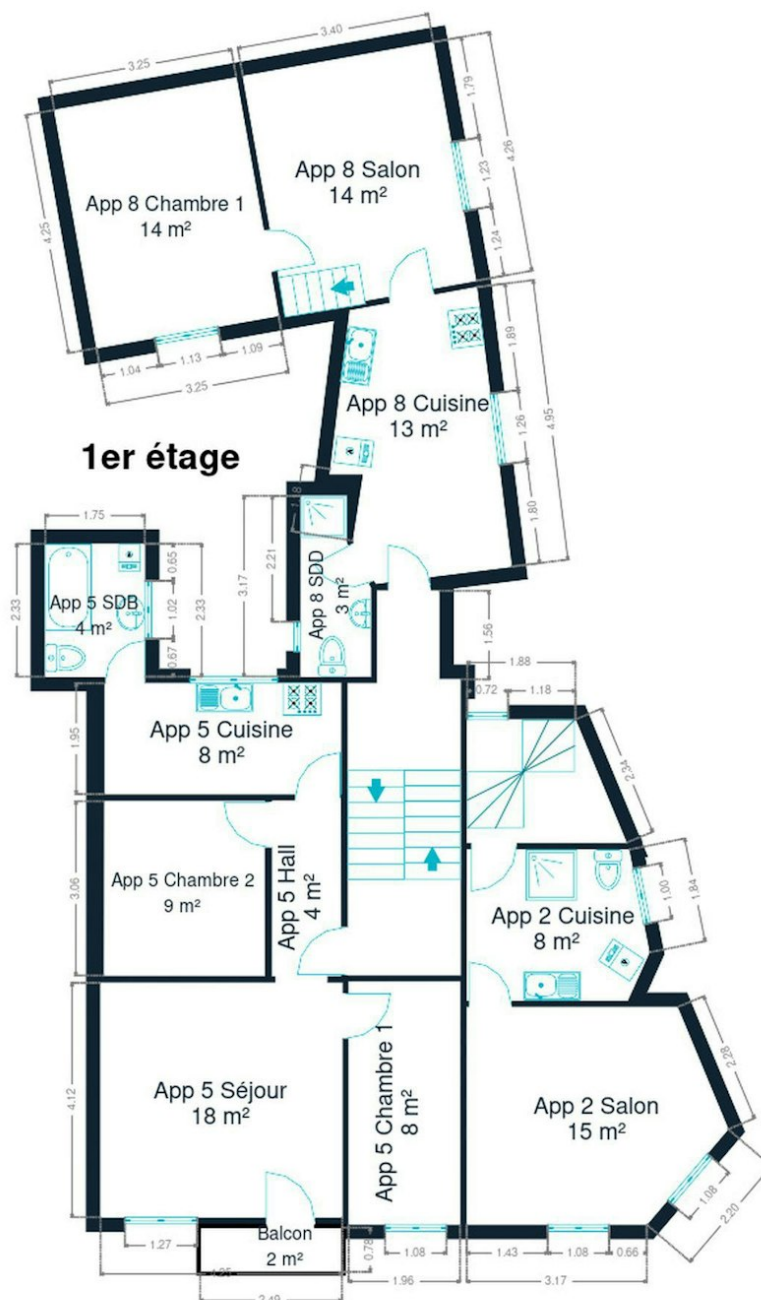 3.25
3.40
1.79
4.26
1.23
1.24
App 8 Salon
14 m²
App 8 Chambre 1
14 m²
4.25
1.04
1.13
1.09
3.25
1.89
4.95
1.26
1.80
App 8 Cuisine
13 m²
1er étage
1.75
2.33
0.65
1.02
0.67
2.33
3.17
2.21
App 5 SDB
4 m²
App 8 SDD
3 m²
1.56
1.88
0.72
1.18
2.34
App 5 Cuisine
8 m²
1.95
3.06
App 5 Chambre 2
9 m²
App 5 Hall
4 m²
App 2 Cuisine
8 m²
1.00
1.84
4.12
App 5 Séjour
18 m²
App 5 Chambre 1
8 m²
App 2 Salon
15 m²
2.28
1.08
2.20
Balcon
2 m²
0.78
1.27
1.08
1.96
1.43
1.08
0.66
3.17
2.49